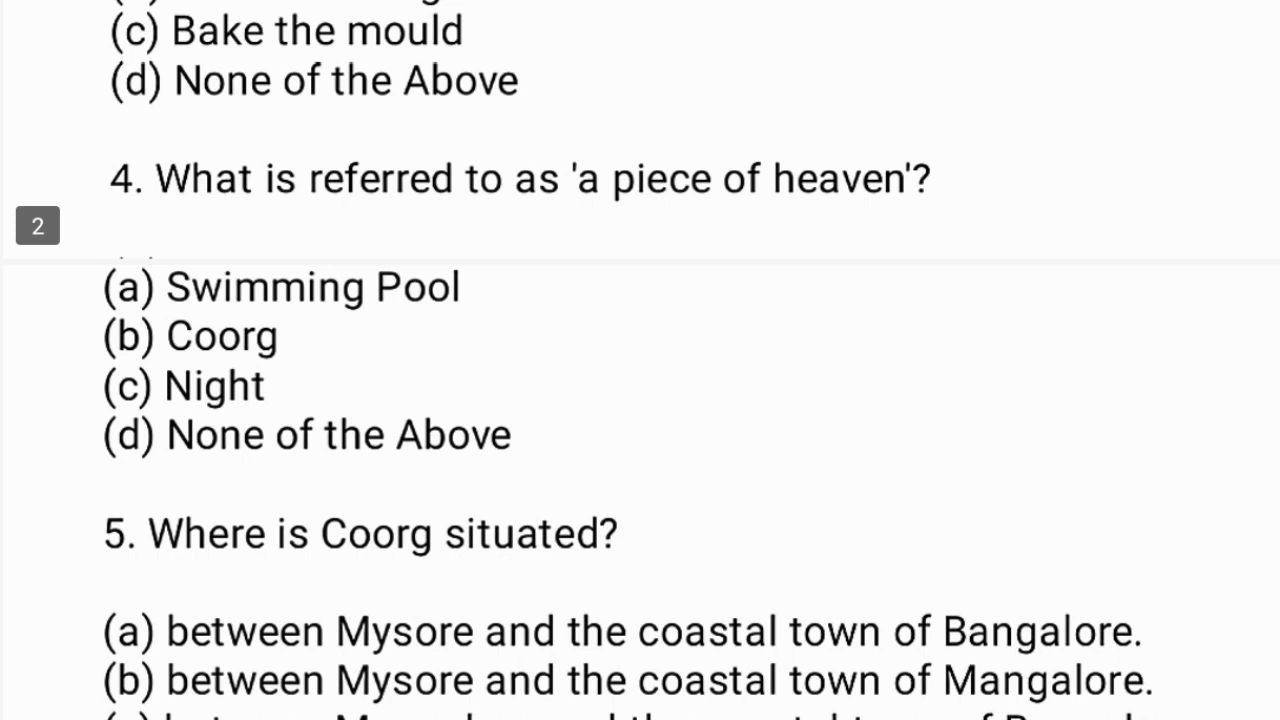 (c) Bake the mould
(d) None of the Above
4. What is referred to as 'a piece of heaven'?
2
(a) Swimming Pool
(b) Coorg
(c) Night
(d) None of the Above
5. Where is Coorg situated?
(a) between Mysore and the coastal town of Bangalore.
(b) between Mysore and the coastal town of Mangalore.